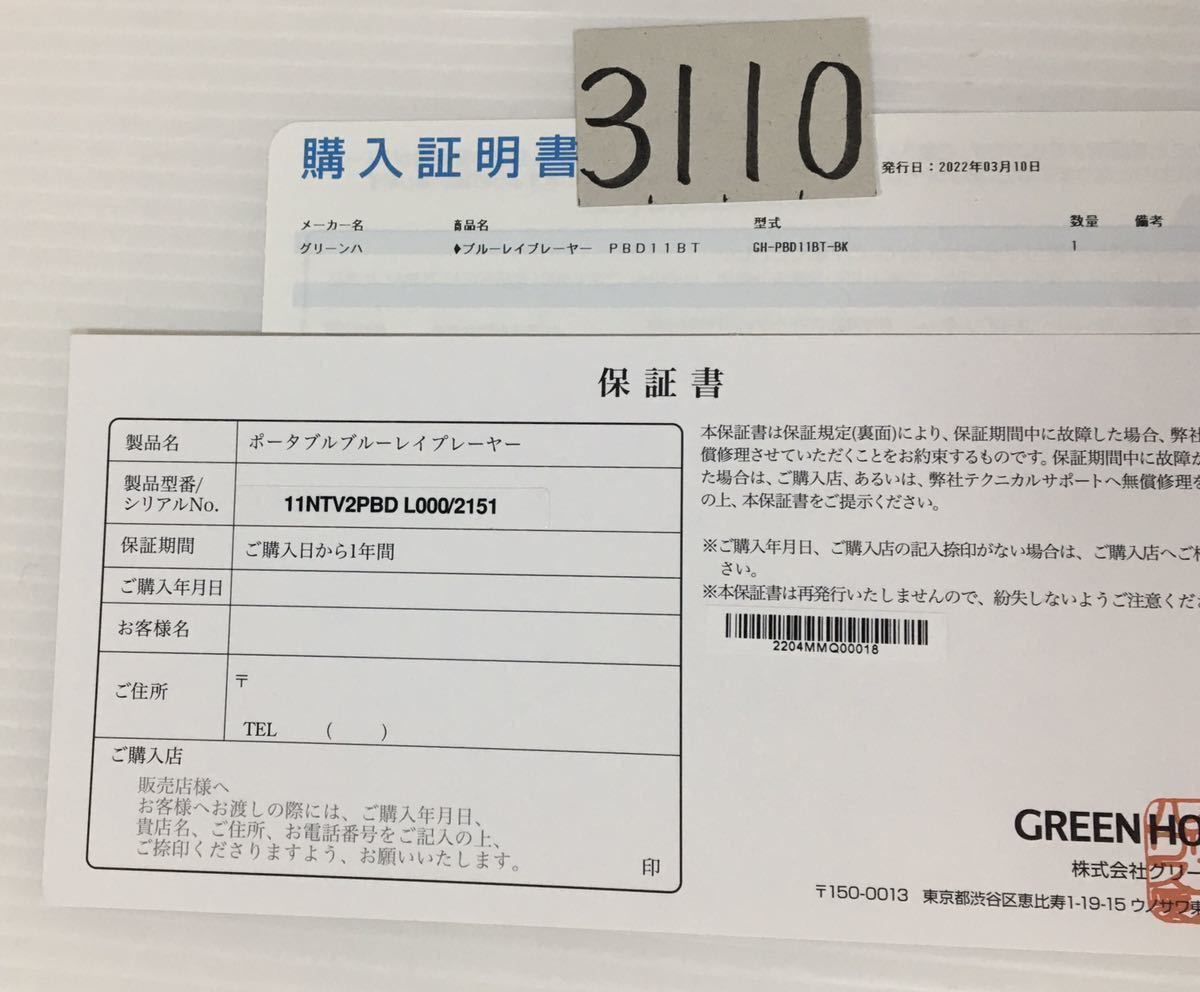 3110
購入証明書
発行日：2022年03月10日
メーカー名 商品名 型式 数量 備考
グリーンハ ♦ブルーレイプレーヤー PBD11BT GH-PBD11BT-BK 1
保証書
製品名 ポータブルブルーレイプレーヤー
製品型番/
シリアルNo. 11NTV2PBD L000/2151
保証期間 ご購入日から1年間
ご購入年月日
お客様名
ご住所 〒
TEL ( )
ご購入店
販売店様へ
お客様へお渡しの際には、ご購入年月日、
貴店名、ご住所、お電話番号をご記入の上、
ご捺印くださりますよう、お願いいたします。
印
本保証書は保証規定(裏面)により、保証期間中に故障した場合、弊社
償修理させていただくことをお約束するものです。保証期間中に故障が
た場合は、ご購入店、あるいは、弊社テクニカルサポートへ無償修理を
の上、本保証書をご提示ください。
※ご購入年月日、ご購入店の記入捺印がない場合は、ご購入店へご相
さい。
※本保証書は再発行いたしませんので、紛失しないようご注意くださ
2204MMQ00018
GREEN HO
株式会社グリー
〒150-0013 東京都渋谷区恵比寿1-19-15 ウノサワ東